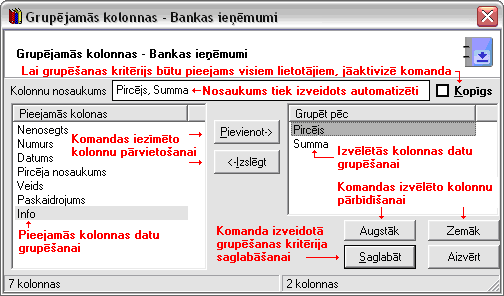 Grupējamās kolonnas - Bankas ieņēmumi
Grupējamās kolonnas - Bankas ieņēmumi
Lai grupēšanas kritērijs būtu pieejams visiem lietotājiem, jāaktivizē komanda
Kolonnu nosaukums
Pircējs, Summa
Nosaukums tiek izveidots automatizēti
Kopīgs
Pieejamās kolonas
Nenosegts
Numurs
Datums
Pircēja nosaukums
Veids
Paskaidrojums
Info
Komandas iezīmēto
kolonnu pārvietošanai
Pieejamās kolonnas datu
grupēšanai
Pievienot->
<-Izslēgt
Grupēt pēc
Pircējs
Summa
Izvēlētās kolonnas datu
grupēšanai
Komandas izvēlēto kolonnu
pārbīdīšanai
Komanda izveidotā
grupēšanas kritērija
saglabāšanai
Augstāk
Zemāk
Saglabāt
Aizvērt
7 kolonnas
2 kolonnas